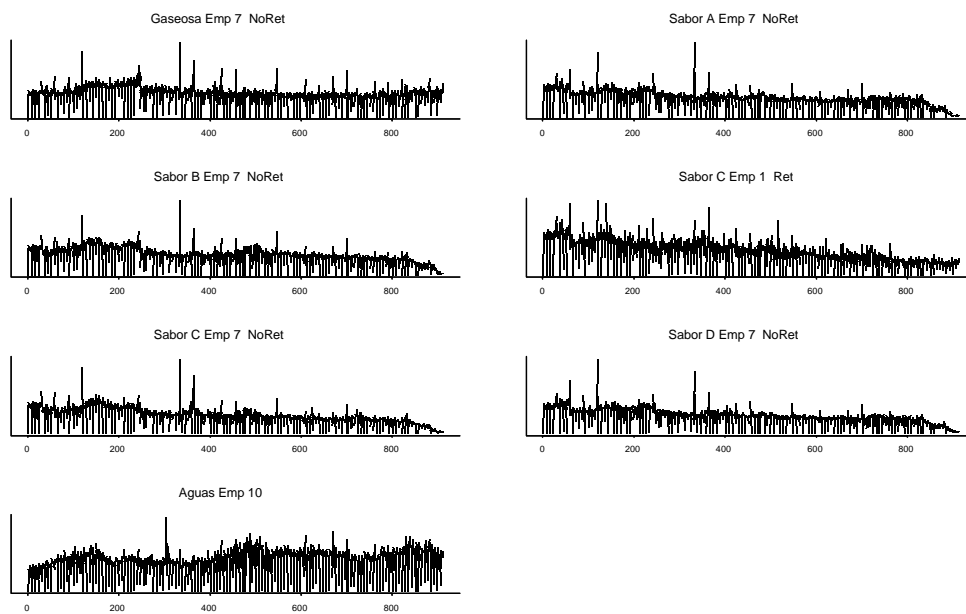 Gaseosa Emp 7 NoRet
0 200 400 600 800
Sabor A Emp 7 NoRet
0 200 400 600 800
Sabor B Emp 7 NoRet
0 200 400 600 800
Sabor C Emp 1 Ret
0 200 400 600 800
Sabor C Emp 7 NoRet
0 200 400 600 800
Sabor D Emp 7 NoRet
0 200 400 600 800
Aguas Emp 10
0 200 400 600 800